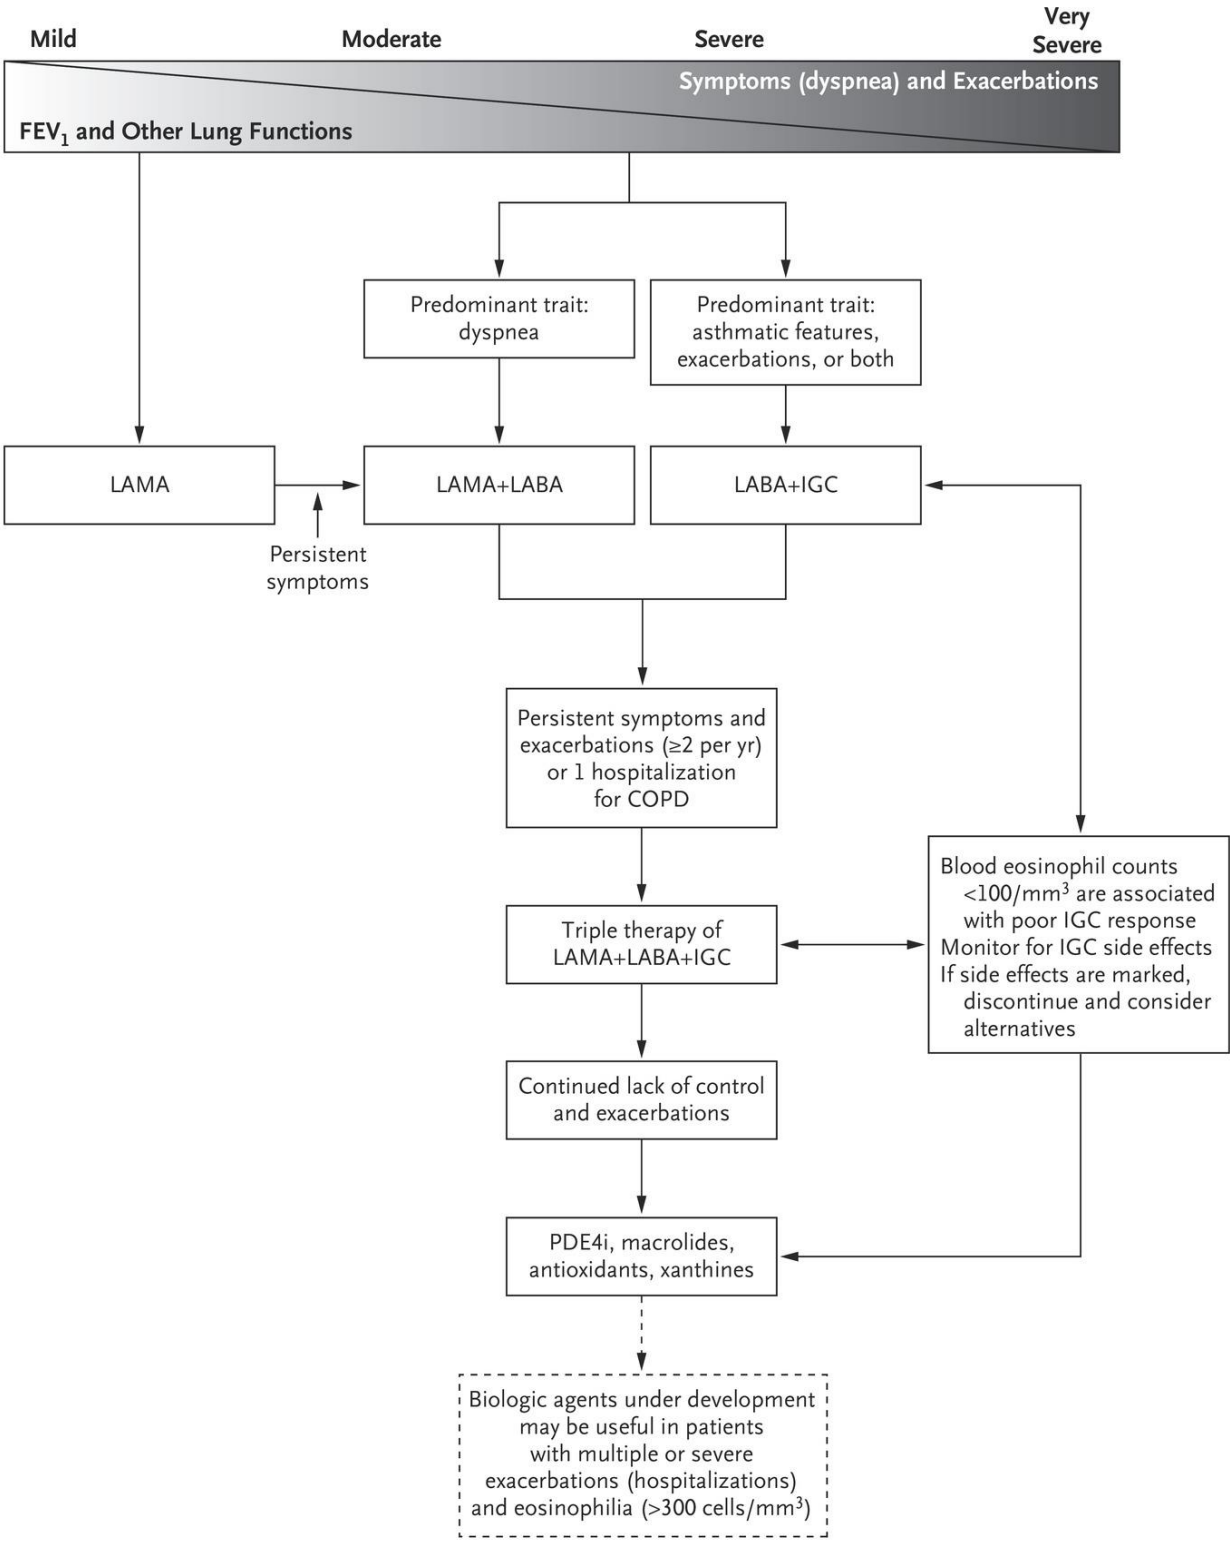 Mild
Moderate
Severe
Very
Severe
Symptoms (dyspnea) and Exacerbations
FEV₁ and Other Lung Functions
Predominant trait:
dyspnea
Predominant trait:
asthmatic features,
exacerbations, or both
LAMA
LAMA+LABA
LABA+IGC
Persistent
symptoms
Persistent symptoms and
exacerbations (≥2 per yr)
or 1 hospitalization
for COPD
Blood eosinophil counts
<100/mm³ are associated
with poor IGC response
Monitor for IGC side effects
If side effects are marked,
discontinue and consider
alternatives
Triple therapy of
LAMA+LABA+IGC
Continued lack of control
and exacerbations
PDE4i, macrolides,
antioxidants, xanthines
Biologic agents under development
may be useful in patients
with multiple or severe
exacerbations (hospitalizations)
and eosinophilia (>300 cells/mm³)